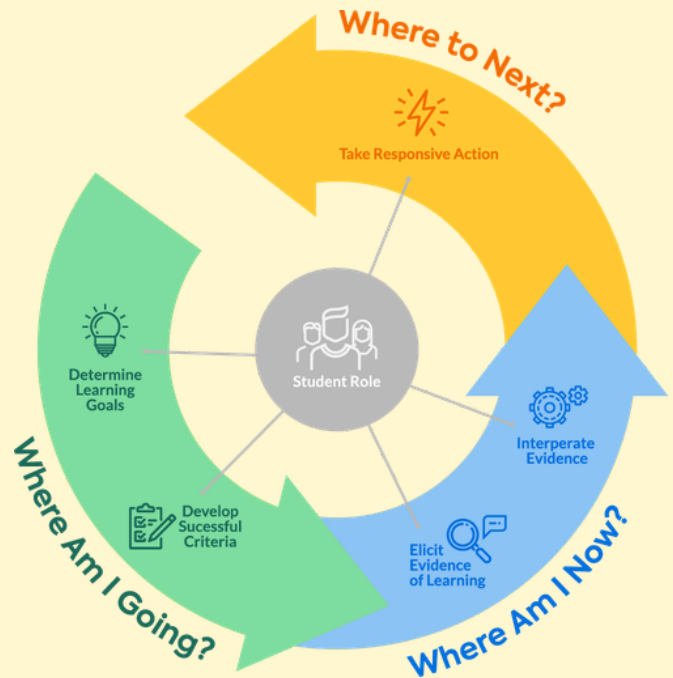 Where to Next?
Take Responsive Action
Student Role
Determine
Learning
Goals
Develop
Sucessful
Criteria
Where Am I Going?
Elicit
Evidence
of Learning
Interperate
Evidence
Where Am I Now?